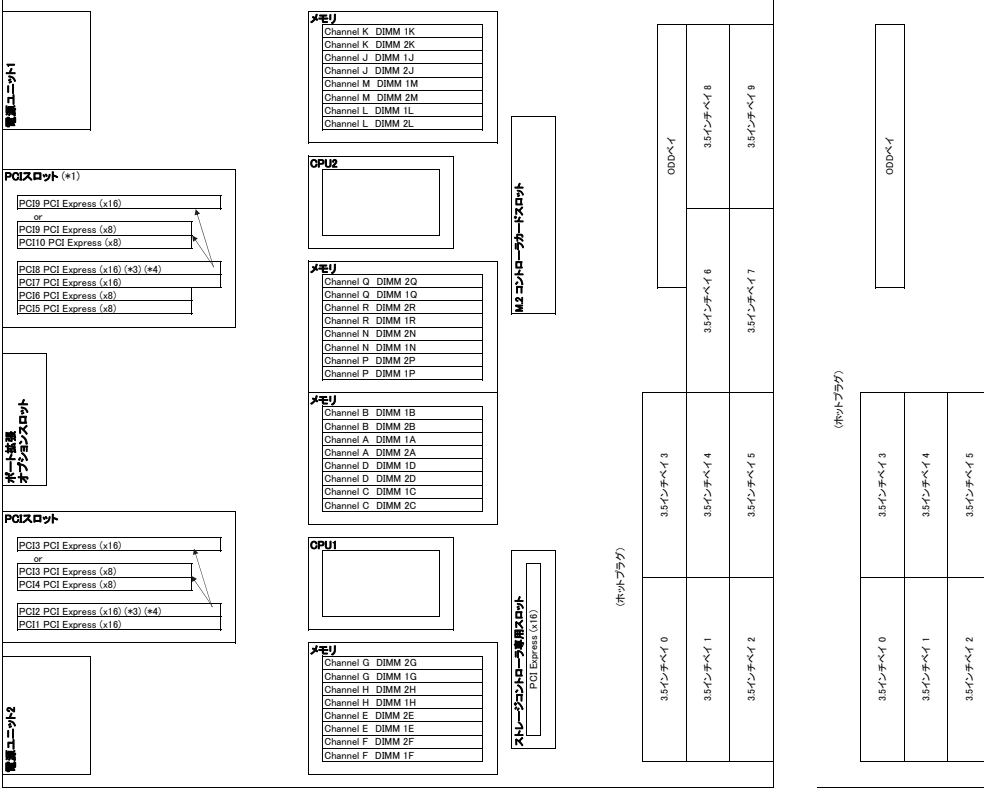 電源ユニット1
PCIスロット (*1)
PCI9 PCI Express (x16)
or
PCI9 PCI Express (x8)
PCI10 PCI Express (x8)
PCI8 PCI Express (x16) (*3) (*4)
PCI7 PCI Express (x16)
PCI6 PCI Express (x8)
PCI5 PCI Express (x8)
ポート拡張
オプションスロット
PCIスロット
PCI3 PCI Express (x16)
or
PCI3 PCI Express (x8)
PCI4 PCI Express (x8)
PCI2 PCI Express (x16) (*3) (*4)
PCI1 PCI Express (x16)
電源ユニット2
メモリ
Channel K DIMM 1K
Channel K DIMM 2K
Channel J DIMM 1J
Channel J DIMM 2J
Channel M DIMM 1M
Channel M DIMM 2M
Channel L DIMM 1L
Channel L DIMM 2L
CPU2
メモリ
Channel Q DIMM 2Q
Channel Q DIMM 1Q
Channel R DIMM 2R
Channel R DIMM 1R
Channel N DIMM 2N
Channel N DIMM 1N
Channel P DIMM 2P
Channel P DIMM 1P
メモリ
Channel B DIMM 1B
Channel B DIMM 2B
Channel A DIMM 1A
Channel A DIMM 2A
Channel D DIMM 1D
Channel D DIMM 2D
Channel C DIMM 1C
Channel C DIMM 2C
CPU1
メモリ
Channel G DIMM 2G
Channel G DIMM 1G
Channel H DIMM 2H
Channel H DIMM 1H
Channel E DIMM 2E
Channel E DIMM 1E
Channel F DIMM 2F
Channel F DIMM 1F
M.2 コントローラカードスロット
ストレージコントローラ専用スロット
PCI Express (x16)
(ホットプラグ)
ODDベイ
3.5インチベイ 8
3.5インチベイ 9
3.5インチベイ 6
3.5インチベイ 7
3.5インチベイ 3
3.5インチベイ 4
3.5インチベイ 5
3.5インチベイ 0
3.5インチベイ 1
3.5インチベイ 2
(ホットプラグ)
ODDベイ
3.5インチベイ 3
3.5インチベイ 4
3.5インチベイ 5
3.5インチベイ 0
3.5インチベイ 1
3.5インチベイ 2